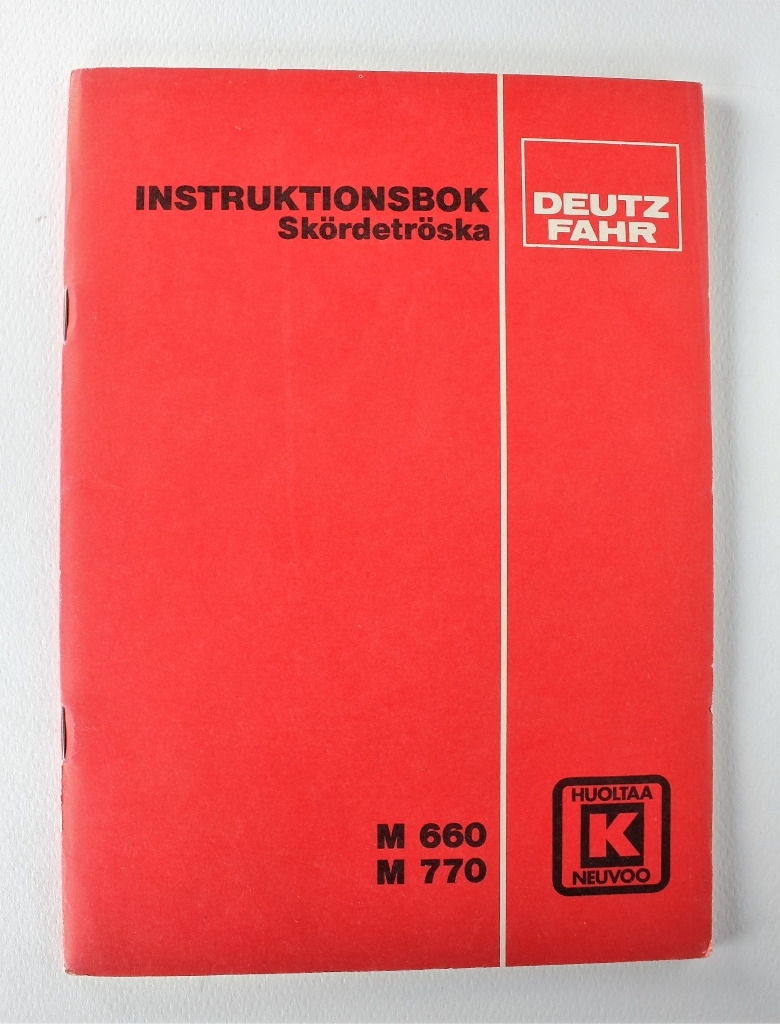 INSTRUKTIONSBOK
Skördetröska
DEUTZ
FAHR
M 660
M 770
HUOLTAA
K
NEUVOO